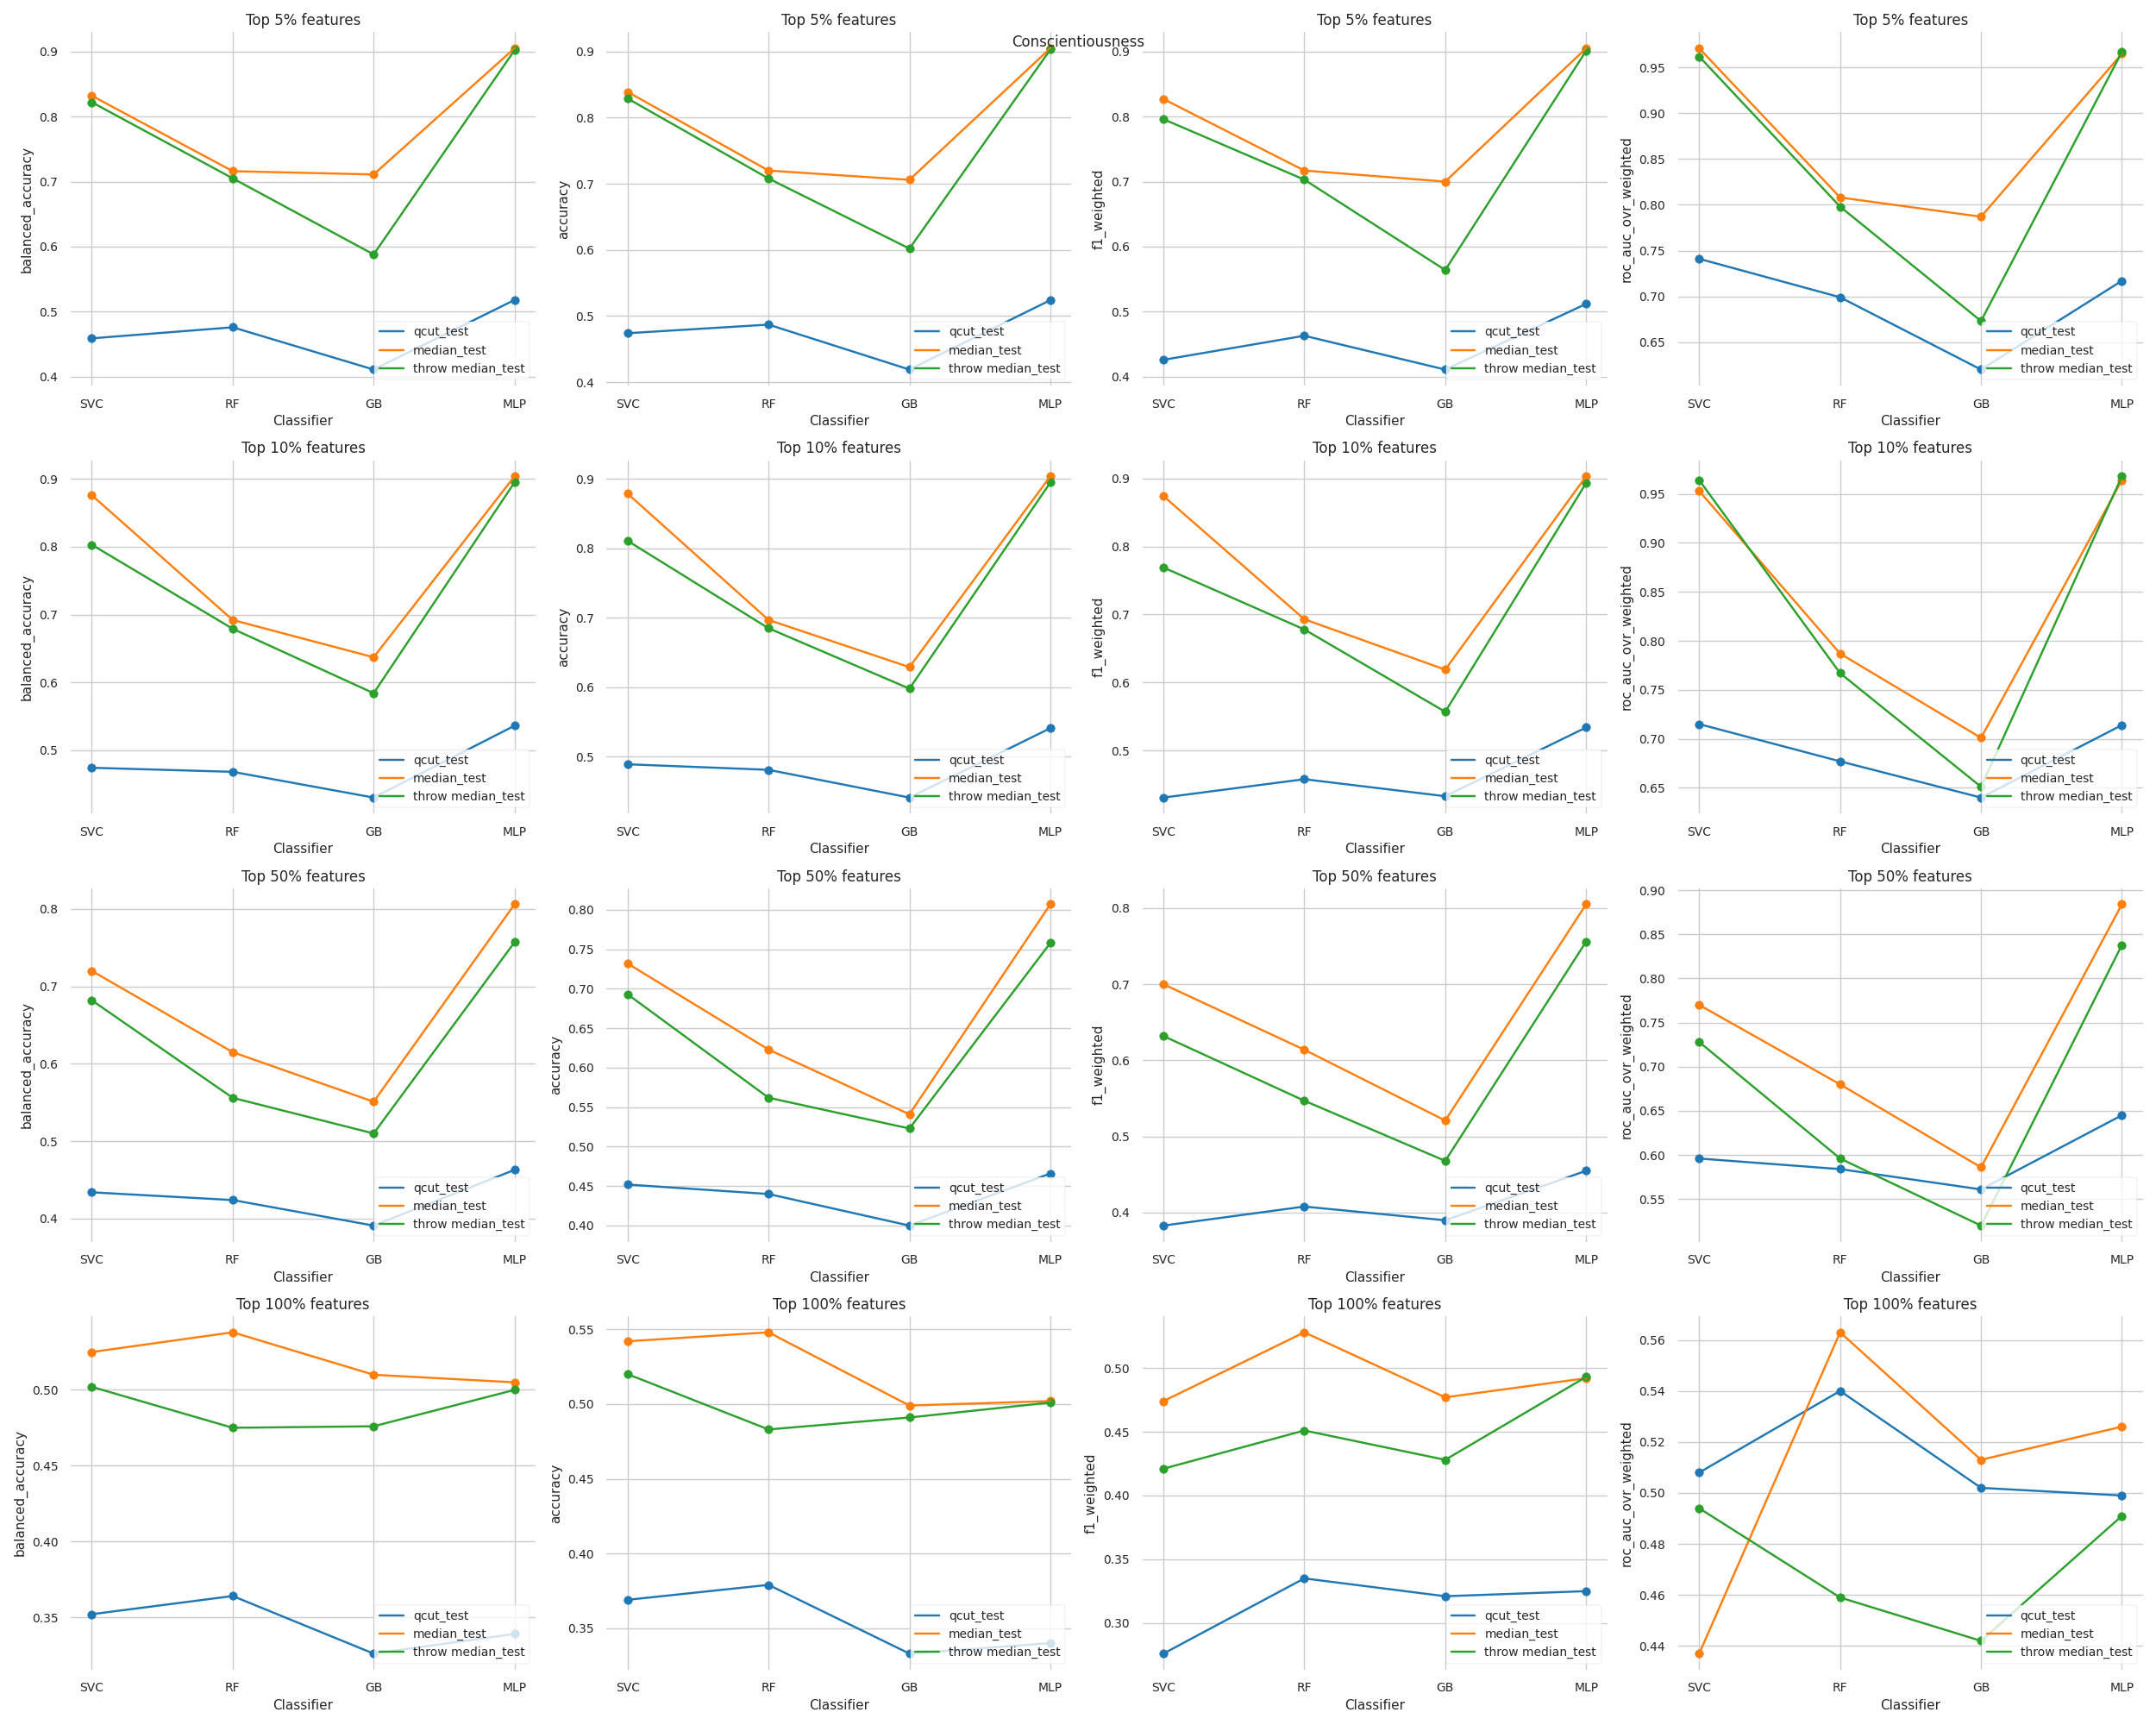 Conscientiousness
Top 5% features
balanced_accuracy
0.9
0.8
0.7
0.6
0.5
0.4
SVC RF GB MLP
Classifier
qcut_test
median_test
throw median_test
Top 5% features
accuracy
0.9
0.8
0.7
0.6
0.5
0.4
SVC RF GB MLP
Classifier
qcut_test
median_test
throw median_test
Top 5% features
f1_weighted
0.9
0.8
0.7
0.6
0.5
0.4
SVC RF GB MLP
Classifier
qcut_test
median_test
throw median_test
Top 5% features
roc_auc_ovr_weighted
0.95
0.90
0.85
0.80
0.75
0.70
0.65
SVC RF GB MLP
Classifier
qcut_test
median_test
throw median_test
Top 10% features
balanced_accuracy
0.9
0.8
0.7
0.6
0.5
SVC RF GB MLP
Classifier
qcut_test
median_test
throw median_test
Top 10% features
accuracy
0.9
0.8
0.7
0.6
0.5
SVC RF GB MLP
Classifier
qcut_test
median_test
throw median_test
Top 10% features
f1_weighted
0.9
0.8
0.7
0.6
0.5
SVC RF GB MLP
Classifier
qcut_test
median_test
throw median_test
Top 10% features
roc_auc_ovr_weighted
0.95
0.90
0.85
0.80
0.75
0.70
0.65
SVC RF GB MLP
Classifier
qcut_test
median_test
throw median_test
Top 50% features
balanced_accuracy
0.8
0.7
0.6
0.5
0.4
SVC RF GB MLP
Classifier
qcut_test
median_test
throw median_test
Top 50% features
accuracy
0.80
0.75
0.70
0.65
0.60
0.55
0.50
0.45
0.40
SVC RF GB MLP
Classifier
qcut_test
median_test
throw median_test
Top 50% features
f1_weighted
0.8
0.7
0.6
0.5
0.4
SVC RF GB MLP
Classifier
qcut_test
median_test
throw median_test
Top 50% features
roc_auc_ovr_weighted
0.90
0.85
0.80
0.75
0.70
0.65
0.60
0.55
SVC RF GB MLP
Classifier
qcut_test
median_test
throw median_test
Top 100% features
balanced_accuracy
0.50
0.45
0.40
0.35
SVC RF GB MLP
Classifier
qcut_test
median_test
throw median_test
Top 100% features
accuracy
0.55
0.50
0.45
0.40
0.35
SVC RF GB MLP
Classifier
qcut_test
median_test
throw median_test
Top 100% features
f1_weighted
0.50
0.45
0.40
0.35
0.30
SVC RF GB MLP
Classifier
qcut_test
median_test
throw median_test
Top 100% features
roc_auc_ovr_weighted
0.56
0.54
0.52
0.50
0.48
0.46
0.44
SVC RF GB MLP
Classifier
qcut_test
median_test
throw median_test